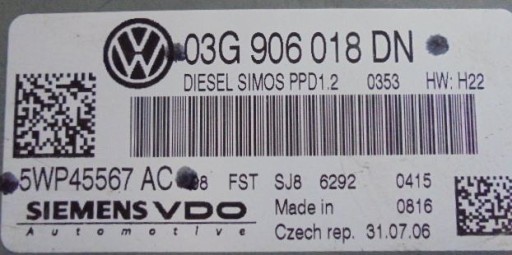 03G 906 018 DN
DIESEL SIMOS PPD1.2 0353 HW: H22
5WP45567 AC 08 FST SJ8 6292 0415
SIEMENS VDO Made in 0816
Automotive Czech rep. 31.07.06